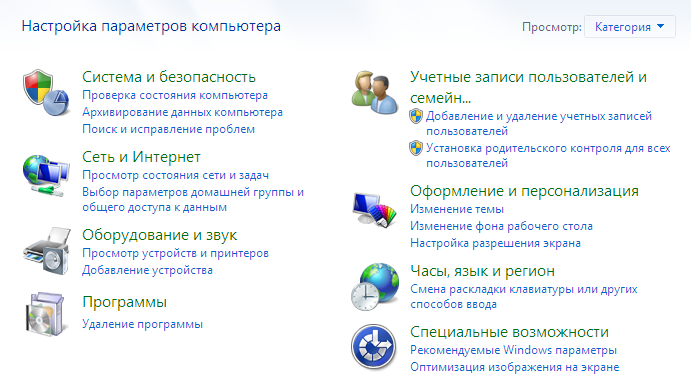 Настройка параметров компьютера
Просмотр: Категория
Система и безопасность
Проверка состояния компьютера
Архивирование данных компьютера
Поиск и исправление проблем
Сеть и Интернет
Просмотр состояния сети и задач
Выбор параметров домашней группы и
общего доступа к данным
Оборудование и звук
Просмотр устройств и принтеров
Добавление устройства
Программы
Удаление программы
Учетные записи пользователей и
семейн...
Добавление и удаление учетных записей
пользователей
Установка родительского контроля для всех
пользователей
Оформление и персонализация
Изменение темы
Изменение фона рабочего стола
Настройка разрешения экрана
Часы, язык и регион
Смена раскладки клавиатуры или других
способов ввода
Специальные возможности
Рекомендуемые Windows параметры
Оптимизация изображения на экране